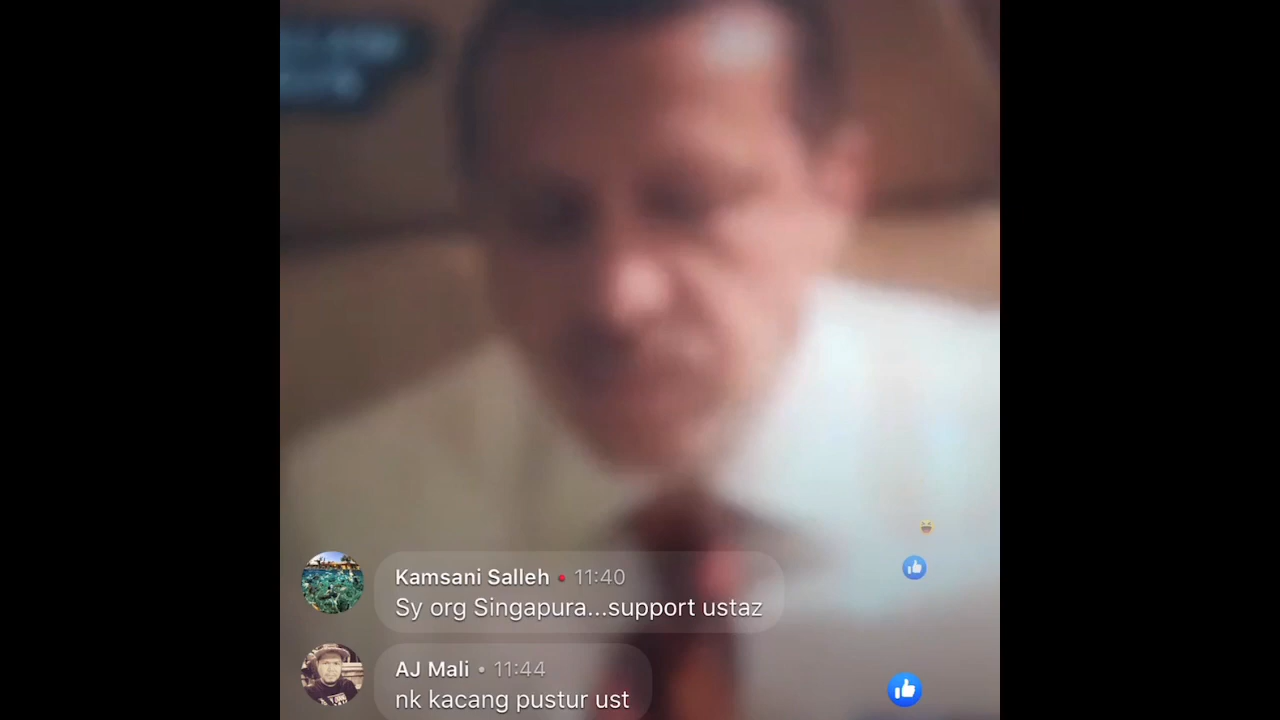 Kamsani Salleh • 11:40
Sy org Singapura...support ustaz
AJ Mali • 11:44
nk kacang pustur ust